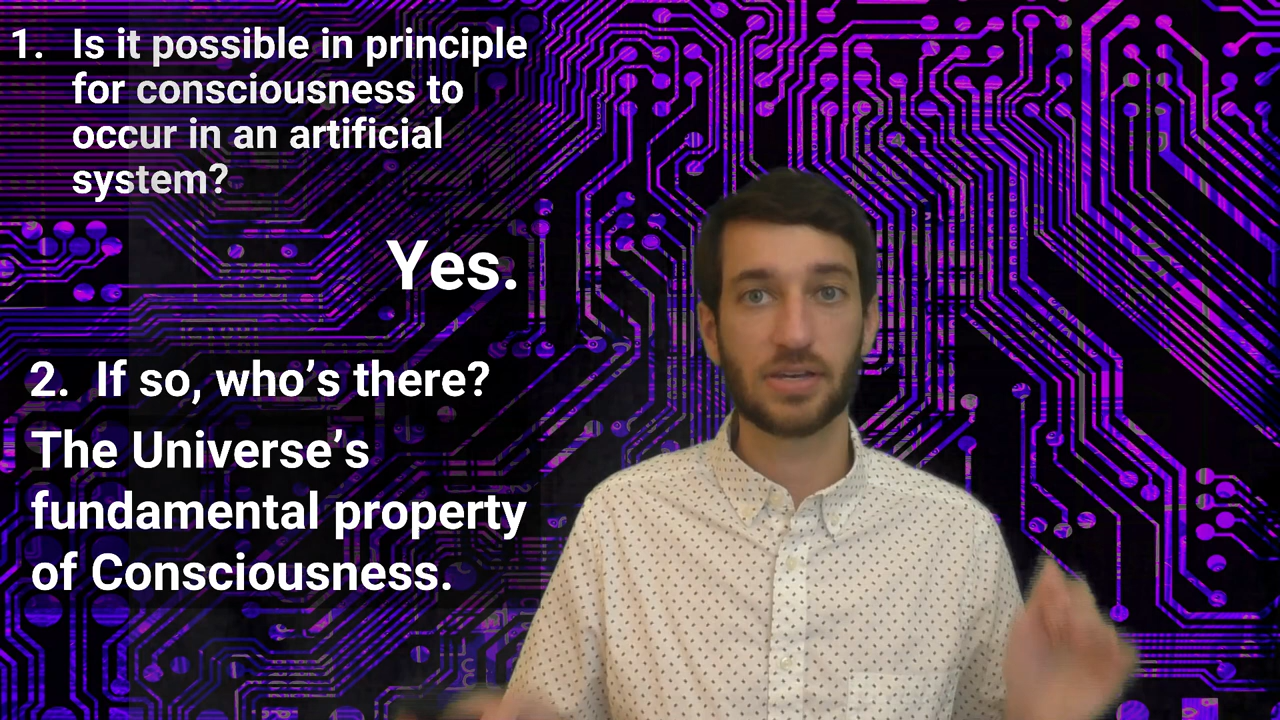 1. Is it possible in principle
for consciousness to
occur in an artificial
system?
Yes.
2. If so, who’s there?
The Universe’s
fundamental property
of Consciousness.